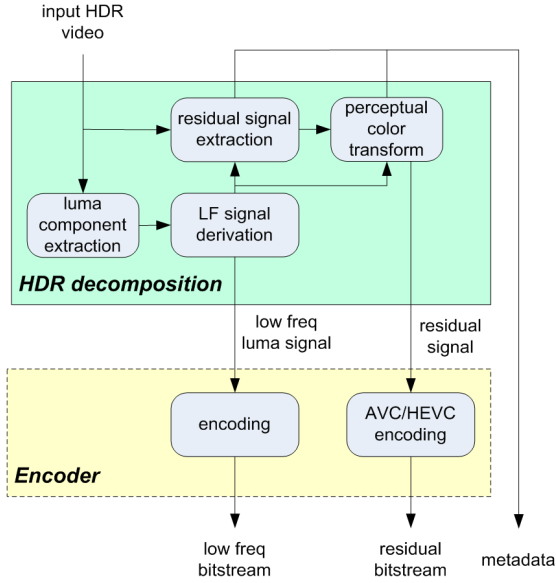 input HDR
video
residual signal
extraction
perceptual
color
transform
luma
component
extraction
LF signal
derivation
HDR decomposition
low freq
luma signal
residual
signal
encoding
AVC/HEVC
encoding
Encoder
low freq
bitstream
residual
bitstream
metadata